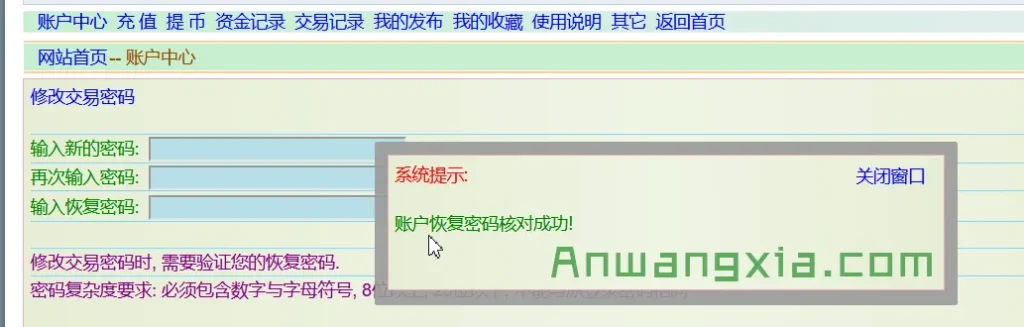 账户中心 充 值 提 币 资金记录 交易记录 我的发布 我的收藏 使用说明 其它 返回首页
网站首页-- 账户中心
修改交易密码
输入新的密码:
再次输入密码:
输入恢复密码:
系统提示: 关闭窗口
账户恢复密码核对成功!
Anwangxia.com
修改交易密码时, 需要验证您的恢复密码.
密码复杂度要求: 必须包含数字与字母符号, 8